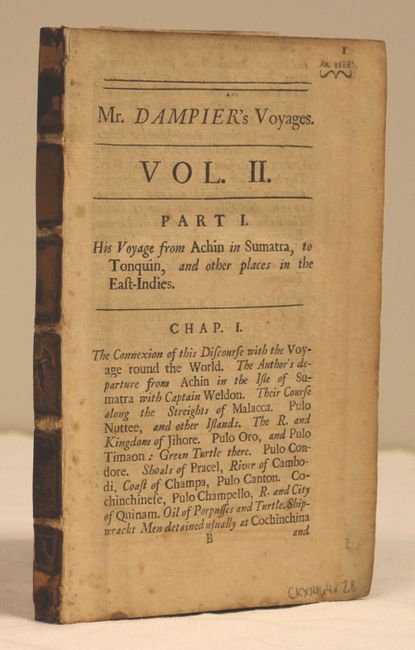 1
An. 1688
Mr. DAMPIER's Voyages.
VOL. II.
PART I.
His Voyage from Achin in Sumatra, to
Tonquin, and other places in the
Eaſt-Indies.
CHAP. I.
The Connexion of this Diſcourſe with the Voy-
age round the World. The Author's de-
parture from Achin in the Iſle of Su-
matra with Captain Weldon. Their Courſe
along the Streights of Malacca. Pulo
Nuttee, and other Iſlands. The R. and
Kingdom of Jihore. Pulo Oro, and Pulo
Timaon: Green Turtle there. Pulo Con-
dore. Shoals of Pracel, River of Cambo-
di, Coaſt of Champa, Pulo Canton. Co-
chinchineſe, Pulo Champello, R. and City
of Quinam. Oil of Porpuſſes and Turtle. Ship-
wrackt Men detained uſually at Cochinchina
B and